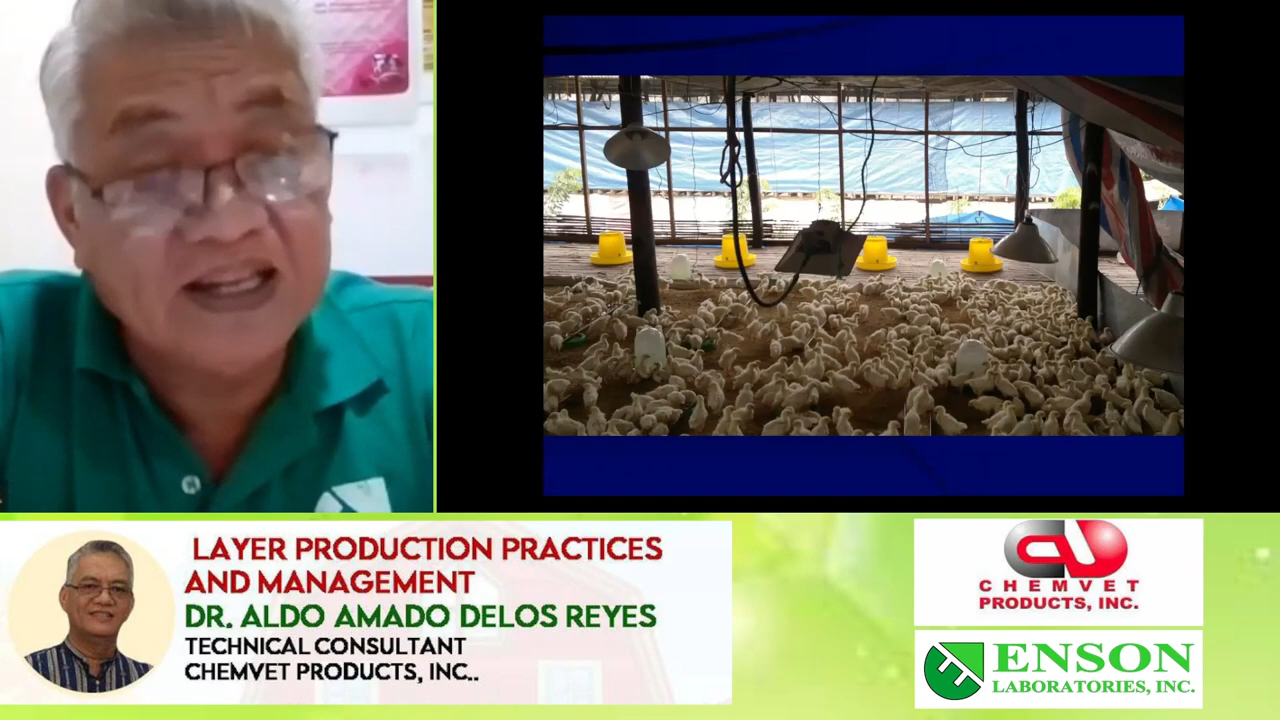 LAYER PRODUCTION PRACTICES
AND MANAGEMENT
DR. ALDO AMADO DELOS REYES
TECHNICAL CONSULTANT
CHEMVET PRODUCTS, INC..
CHEMVET
PRODUCTS, INC.
ENSON
LABORATORIES, INC.